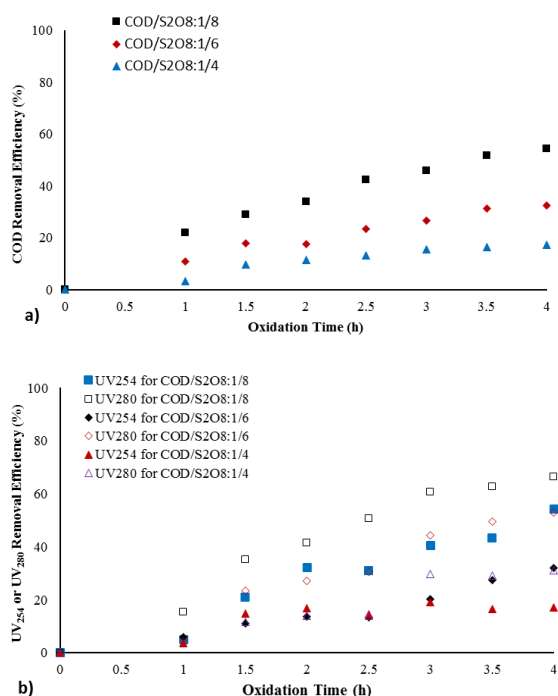 COD/S2O8:1/8
COD/S2O8:1/6
COD/S2O8:1/4
COD Removal Efficiency (%)
100
80
60
40
20
0
0 0.5 1 1.5 2 2.5 3 3.5 4
a)
Oxidation Time (h)
UV254 for COD/S2O8:1/8
UV280 for COD/S2O8:1/8
UV254 for COD/S2O8:1/6
UV280 for COD/S2O8:1/6
UV254 for COD/S2O8:1/4
UV280 for COD/S2O8:1/4
UV254 or UV280 Removal Efficiency (%)
100
80
60
40
20
0
0 0.5 1 1.5 2 2.5 3 3.5 4
b)
Oxidation Time (h)